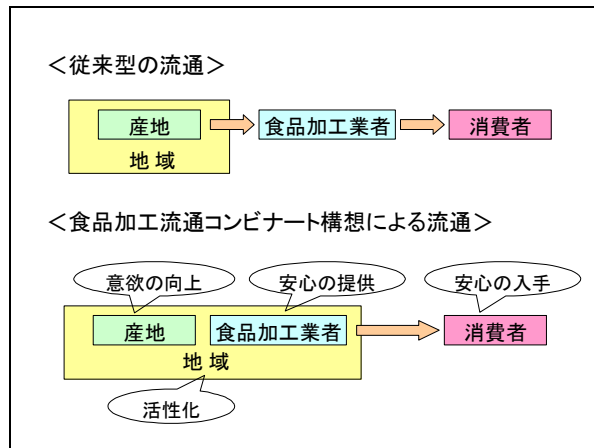 ＜従来型の流通＞
産地
食品加工業者
消費者
地 域
＜食品加工流通コンビナート構想による流通＞
意欲の向上
安心の提供
安心の入手
産地
食品加工業者
消費者
地 域
活性化